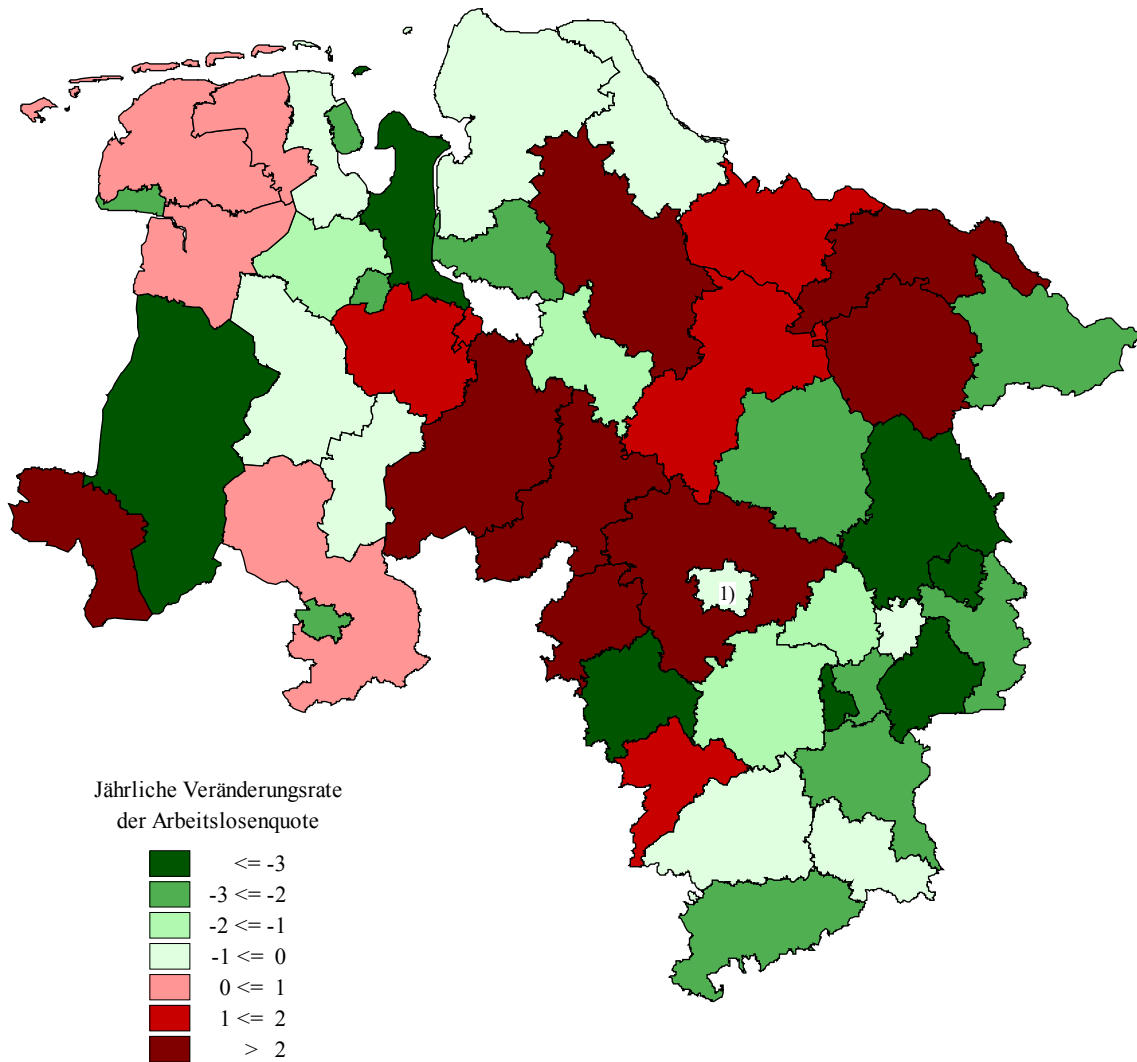 1)
Jährliche Veränderungsrate
der Arbeitslosenquote
<= -3
-3 <= -2
-2 <= -1
-1 <= 0
0 <= 1
1 <= 2
> 2